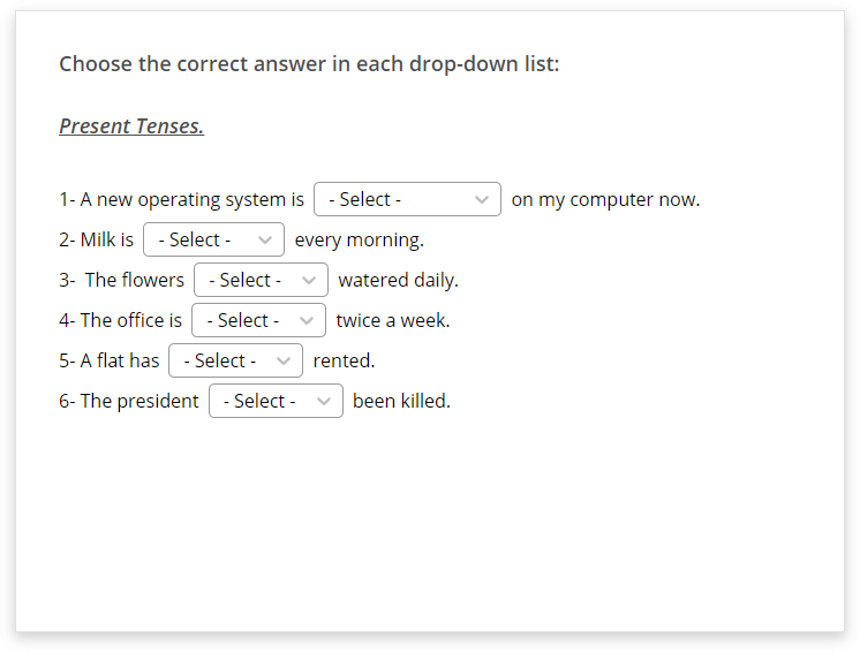 Choose the correct answer in each drop-down list:
Present Tenses.
1- A new operating system is - Select - on my computer now.
2- Milk is - Select - every morning.
3- The flowers - Select - watered daily.
4- The office is - Select - twice a week.
5- A flat has - Select - rented.
6- The president - Select - been killed.